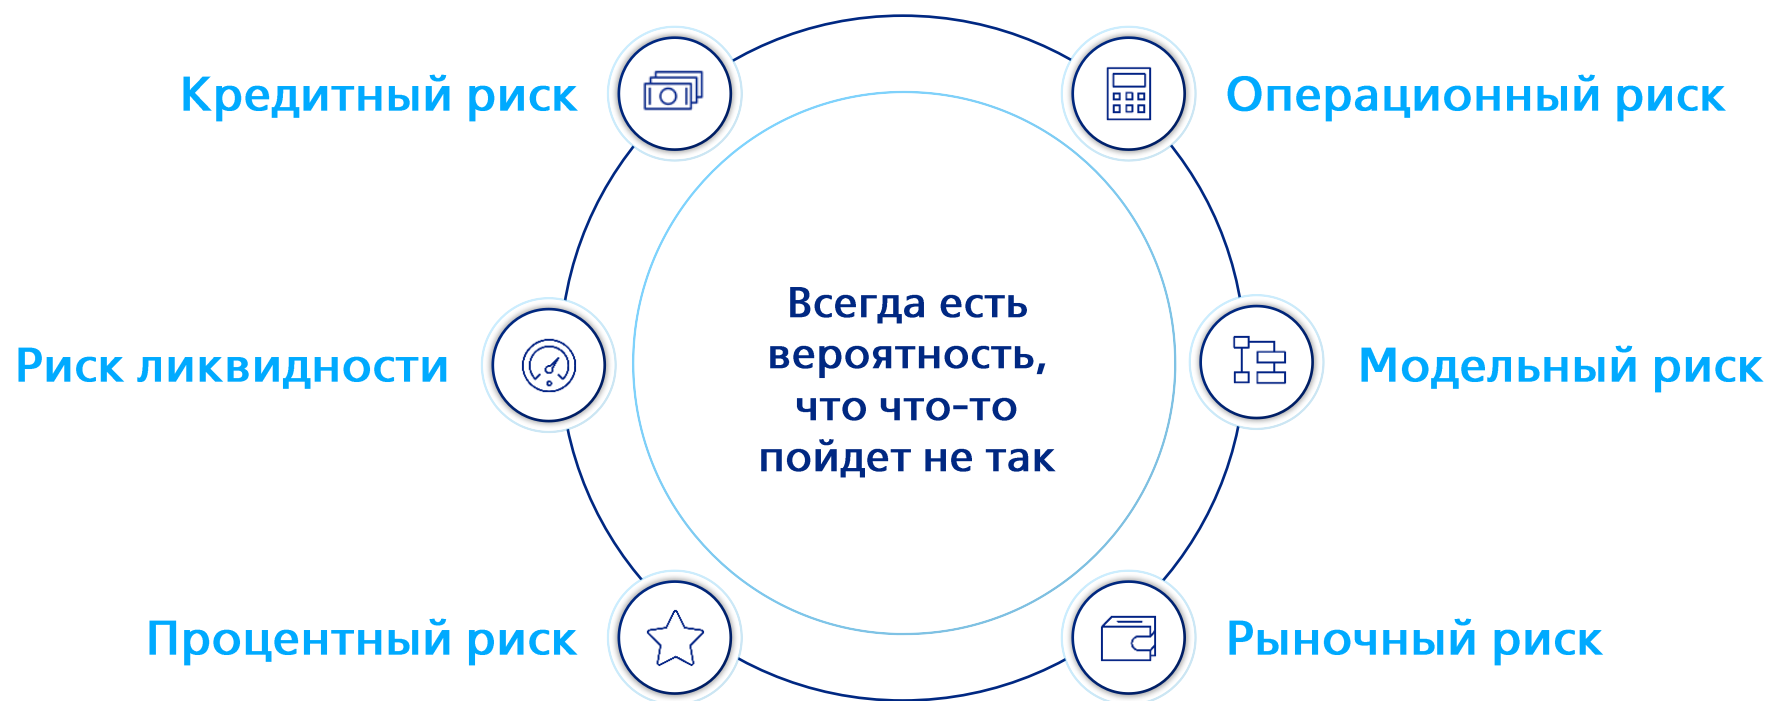 Кредитный риск
Операционный риск
Всегда есть
вероятность,
что что-то
пойдет не так
Риск ликвидности
Модельный риск
Процентный риск
Рыночный риск